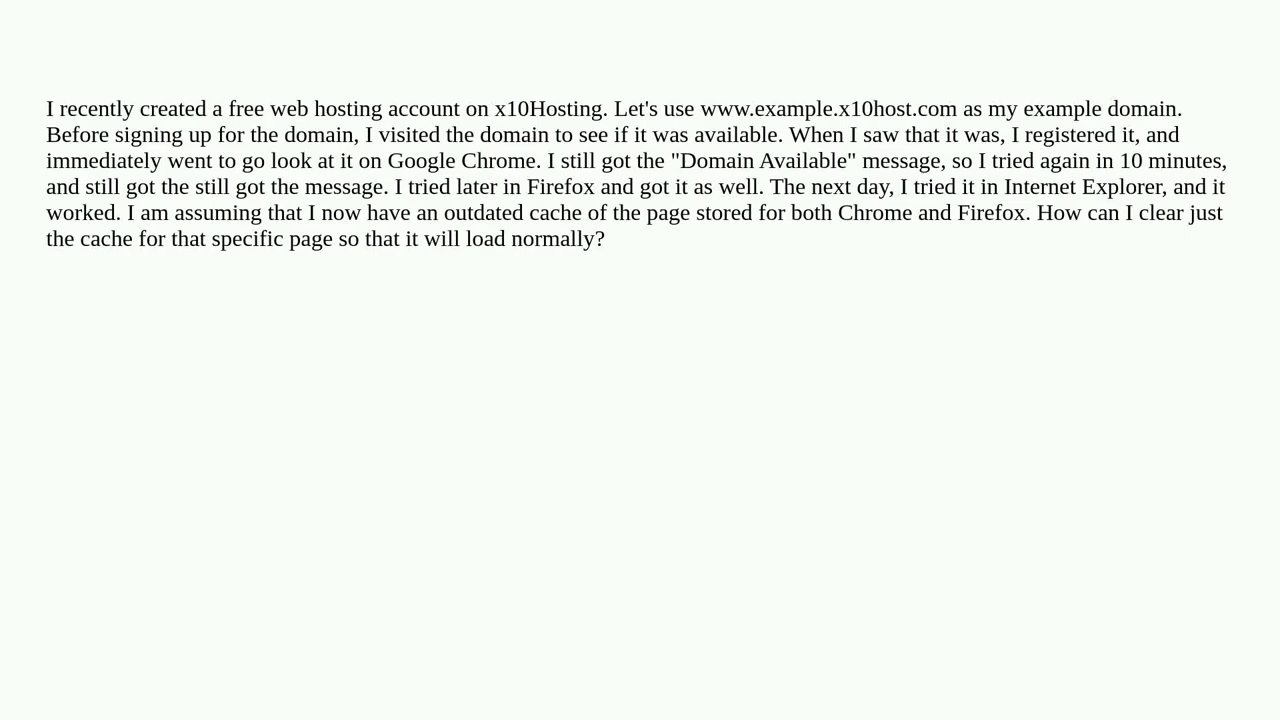 I recently created a free web hosting account on x10Hosting. Let's use www.example.x10host.com as my example domain.
Before signing up for the domain, I visited the domain to see if it was available. When I saw that it was, I registered it, and
immediately went to go look at it on Google Chrome. I still got the "Domain Available" message, so I tried again in 10 minutes,
and still got the still got the message. I tried later in Firefox and got it as well. The next day, I tried it in Internet Explorer, and it
worked. I am assuming that I now have an outdated cache of the page stored for both Chrome and Firefox. How can I clear just
the cache for that specific page so that it will load normally?